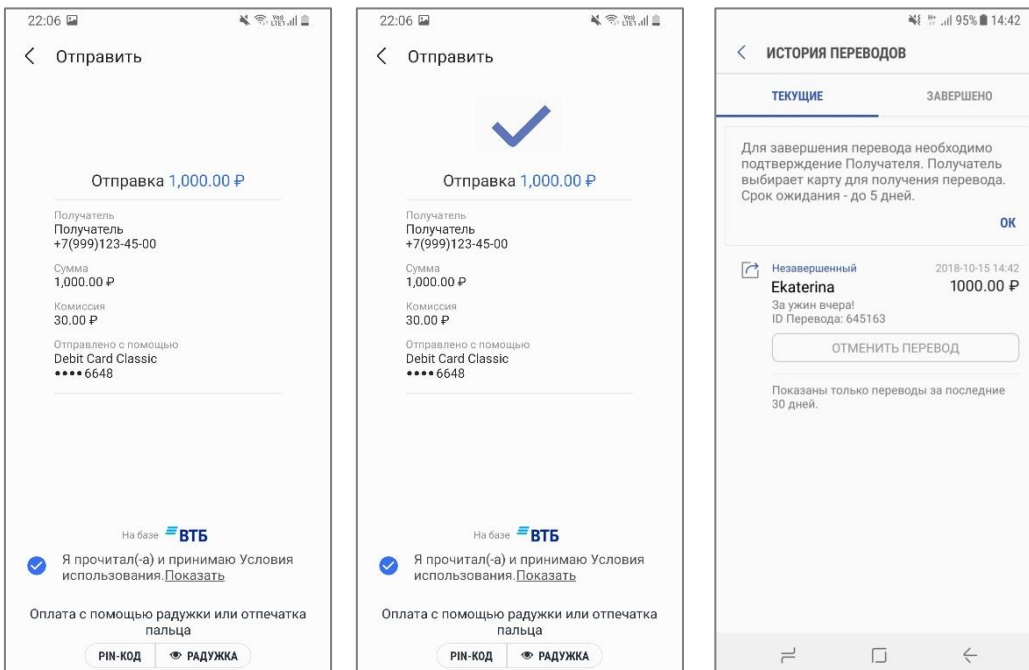 22:06
Отправить
Отправка 1,000.00 ₽
Получатель
Получатель
+7(999)123-45-00
Сумма
1,000.00 ₽
Комиссия
30.00 ₽
Отправлено с помощью
Debit Card Classic
•••• 6648
На базе ВТБ
Я прочитал(-а) и принимаю Условия
использования.Показать
Оплата с помощью радужки или отпечатка
пальца
PIN-КОД РАДУЖКА
22:06
Отправить
Отправка 1,000.00 ₽
Получатель
Получатель
+7(999)123-45-00
Сумма
1,000.00 ₽
Комиссия
30.00 ₽
Отправлено с помощью
Debit Card Classic
•••• 6648
На базе ВТБ
Я прочитал(-а) и принимаю Условия
использования.Показать
Оплата с помощью радужки или отпечатка
пальца
PIN-КОД РАДУЖКА
95% 14:42
ИСТОРИЯ ПЕРЕВОДОВ
ТЕКУЩИЕ ЗАВЕРШЕНО
Для завершения перевода необходимо
подтверждение Получателя. Получатель
выбирает карту для получения перевода.
Срок ожидания - до 5 дней.
ОК
Незавершенный 2018-10-15 14:42
Ekaterina 1000.00 ₽
За ужин вчера!
ID Перевода: 645163
ОТМЕНИТЬ ПЕРЕВОД
Показаны только переводы за последние
30 дней.